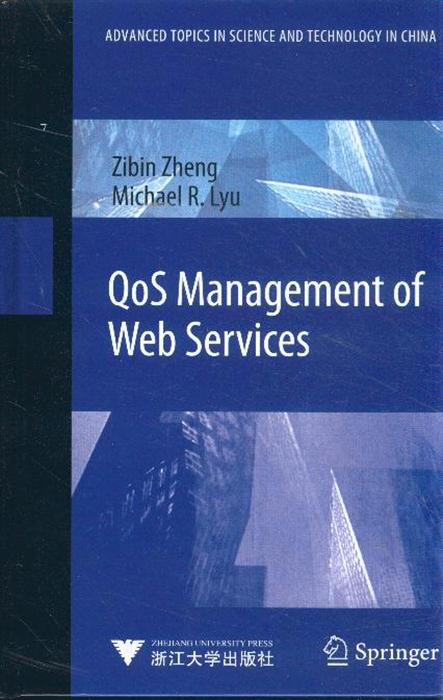 ADVANCED TOPICS IN SCIENCE AND TECHNOLOGY IN CHINA
Zibin Zheng
Michael R. Lyu
QoS Management of
Web Services
ZHEJIANG UNIVERSITY PRESS
浙江大学出版社
Springer